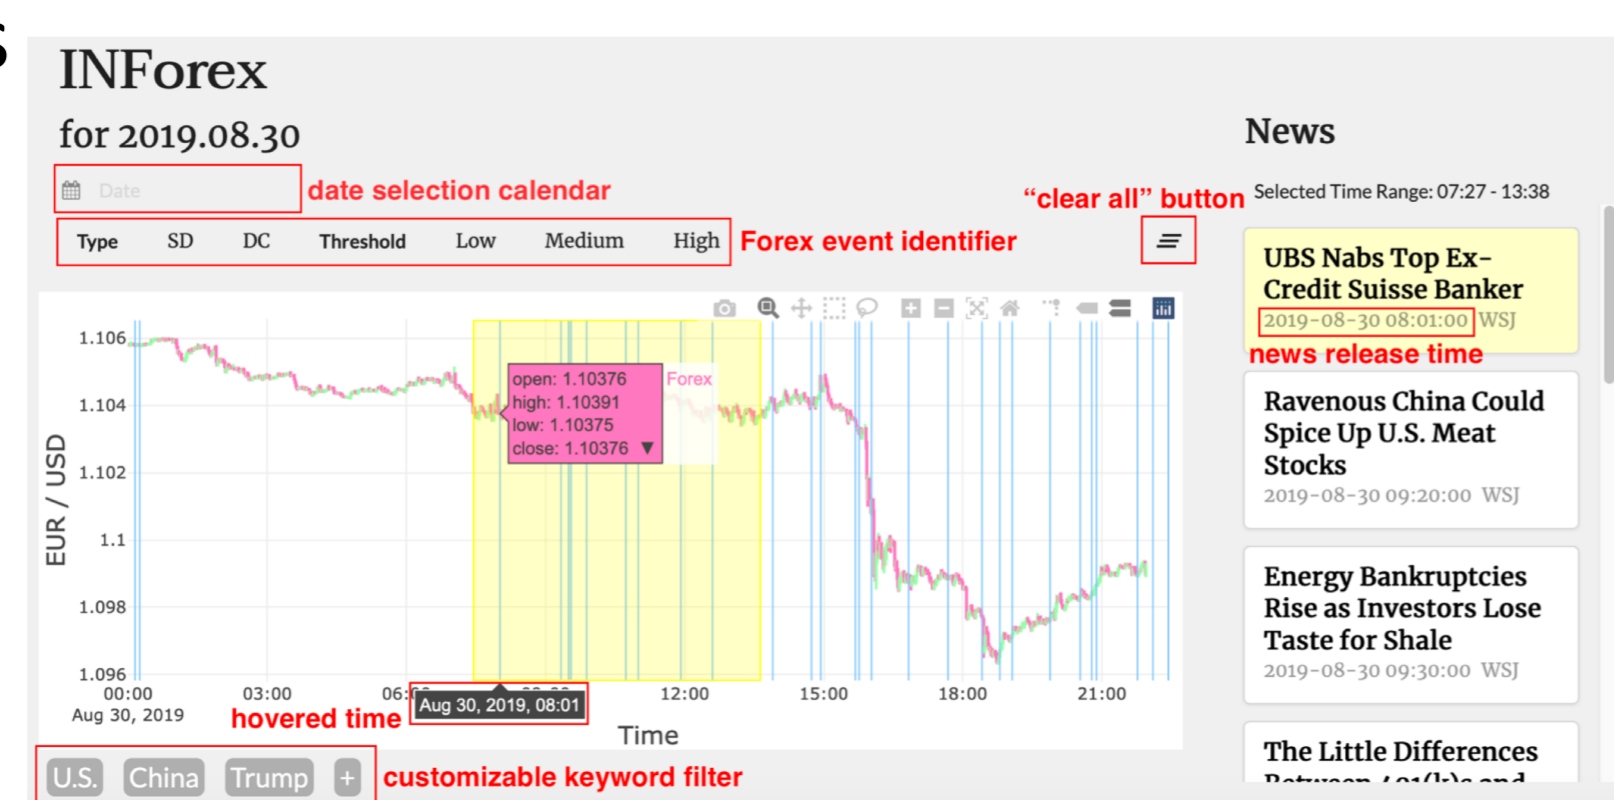 s
INForex
for 2019.08.30
Date
date selection calendar
Type SD DC Threshold Low Medium High
Forex event identifier
"clear all" button
News
Selected Time Range: 07:27 - 13:38
UBS Nabs Top Ex-
Credit Suisse Banker
2019-08-30 08:01:00 WSJ
news release time
Ravenous China Could
Spice Up U.S. Meat
Stocks
2019-08-30 09:20:00 WSJ
Energy Bankruptcies
Rise as Investors Lose
Taste for Shale
2019-08-30 09:30:00 WSJ
The Little Differences
Between 401(k)s and
EUR / USD
1.106
1.104
1.102
1.1
1.098
1.096
open: 1.10376
high: 1.10391
low: 1.10375
close: 1.10376 ▼
Forex
00:00 03:00 12:00 15:00 18:00 21:00
Aug 30, 2019
hovered time
Aug 30, 2019, 08:01
Time
U.S. China Trump +
customizable keyword filter